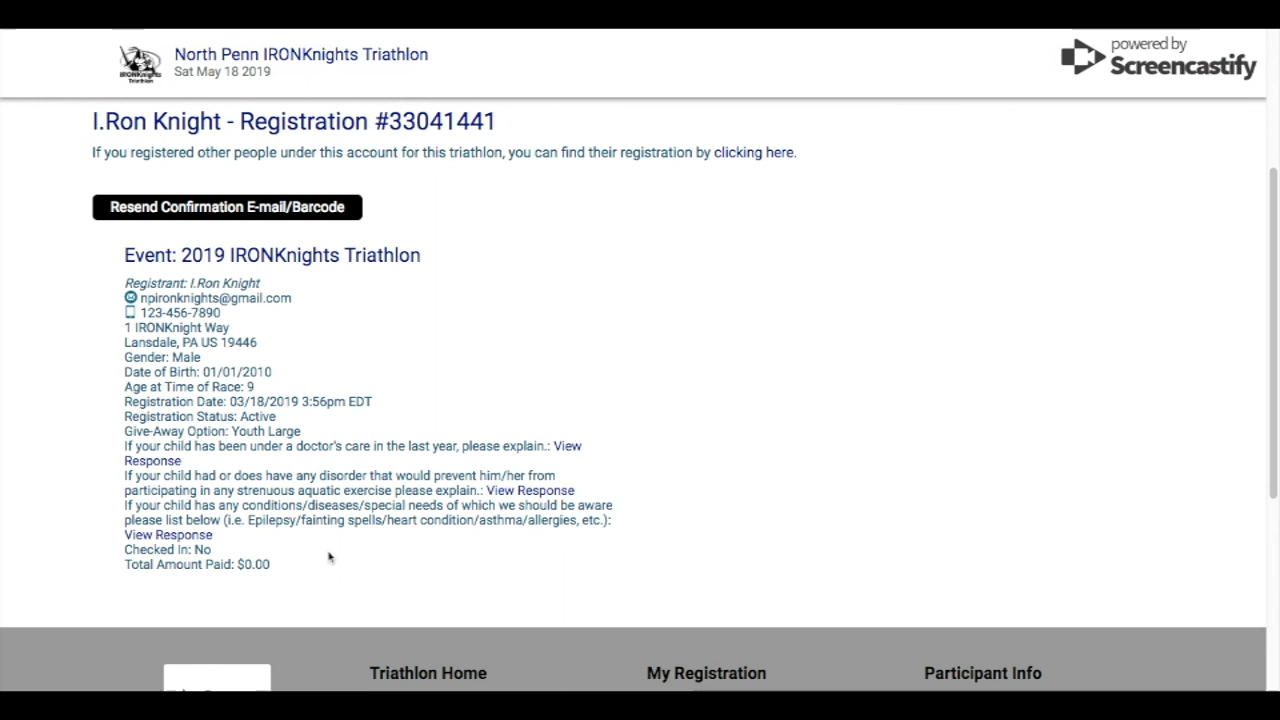 North Penn IRONKnights Triathlon
Sat May 18 2019
powered by
Screencastify
IRONKnights
Triathlon
I.Ron Knight - Registration #33041441
If you registered other people under this account for this triathlon, you can find their registration by clicking here.
Resend Confirmation E-mail/Barcode
Event: 2019 IRONKnights Triathlon
Registrant: I.Ron Knight
npironknights@gmail.com
123-456-7890
1 IRONKnight Way
Lansdale, PA US 19446
Gender: Male
Date of Birth: 01/01/2010
Age at Time of Race: 9
Registration Date: 03/18/2019 3:56pm EDT
Registration Status: Active
Give-Away Option: Youth Large
If your child has been under a doctor's care in the last year, please explain.: View
Response
If your child had or does have any disorder that would prevent him/her from
participating in any strenuous aquatic exercise please explain.: View Response
If your child has any conditions/diseases/special needs of which we should be aware
please list below (i.e. Epilepsy/fainting spells/heart condition/asthma/allergies, etc.):
View Response
Checked In: No
Total Amount Paid: $0.00
Triathlon Home
My Registration
Participant Info